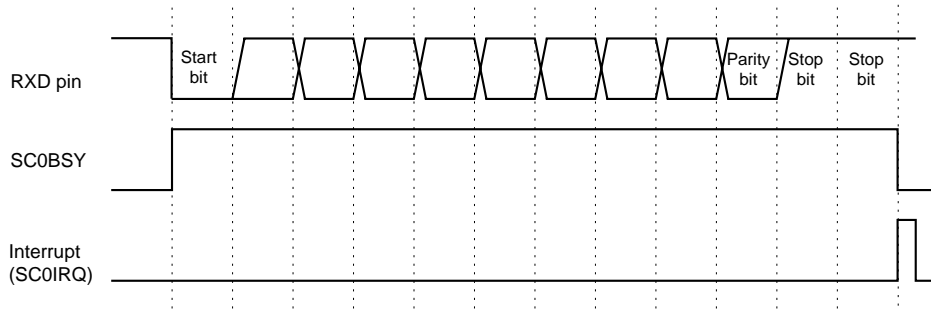 RXD pin
Start
bit
Parity
bit
Stop
bit
Stop
bit
SC0BSY
Interrupt
(SC0IRQ)